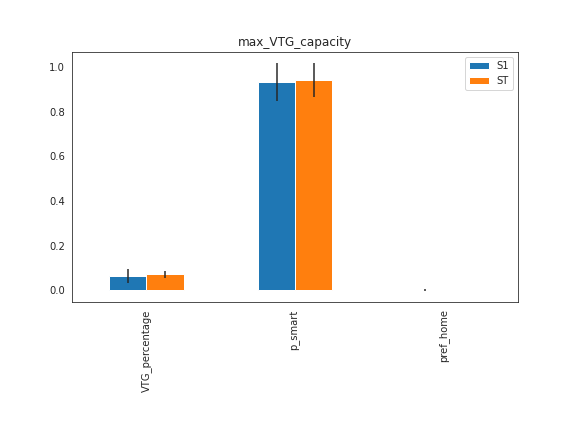 max_VTG_capacity
S1
ST
1.0
0.8
0.6
0.4
0.2
0.0
VTG_percentage
p_smart
pref_home